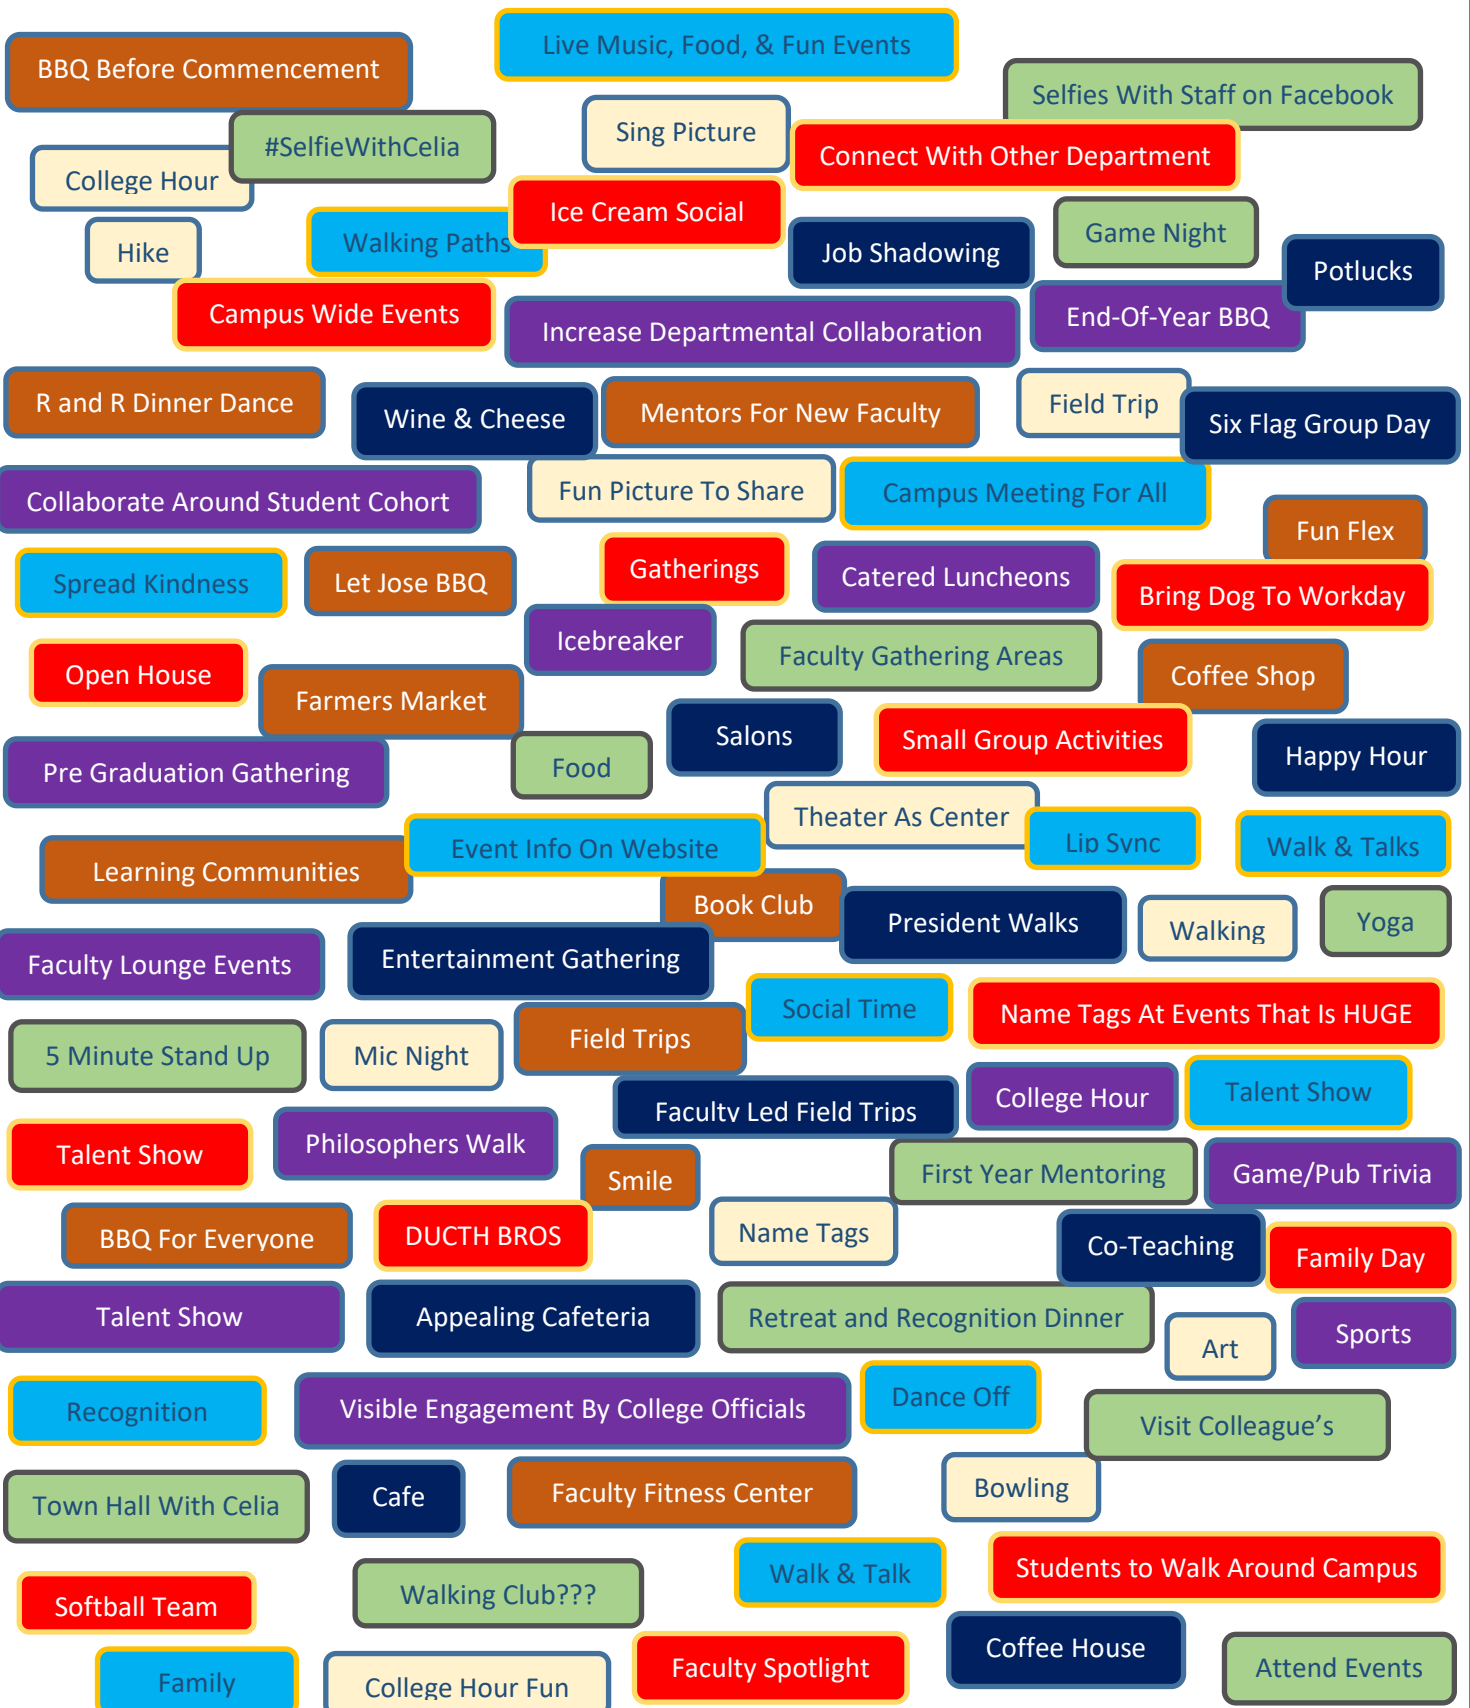 Live Music, Food, & Fun Events
BBQ Before Commencement
Selfies With Staff on Facebook
#SelfieWithCelia
Sing Picture
Connect With Other Department
College Hour
Ice Cream Social
Walking Paths
Game Night
Hike
Job Shadowing
Potlucks
Campus Wide Events
Increase Departmental Collaboration
End-Of-Year BBQ
R and R Dinner Dance
Wine & Cheese
Mentors For New Faculty
Field Trip
Six Flag Group Day
Collaborate Around Student Cohort
Fun Picture To Share
Campus Meeting For All
Fun Flex
Spread Kindness
Let Jose BBQ
Gatherings
Catered Luncheons
Bring Dog To Workday
Icebreaker
Faculty Gathering Areas
Open House
Coffee Shop
Farmers Market
Salons
Small Group Activities
Happy Hour
Pre Graduation Gathering
Food
Theater As Center
Event Info On Website
Lip Sync
Walk & Talks
Learning Communities
Book Club
President Walks
Walking
Yoga
Faculty Lounge Events
Entertainment Gathering
Social Time
Name Tags At Events That Is HUGE
5 Minute Stand Up
Mic Night
Field Trips
Faculty Led Field Trips
College Hour
Talent Show
Talent Show
Philosophers Walk
Smile
First Year Mentoring
Game/Pub Trivia
BBQ For Everyone
DUCTH BROS
Name Tags
Co-Teaching
Family Day
Talent Show
Appealing Cafeteria
Retreat and Recognition Dinner
Art
Sports
Recognition
Visible Engagement By College Officials
Dance Off
Visit Colleague’s
Town Hall With Celia
Cafe
Faculty Fitness Center
Bowling
Walk & Talk
Students to Walk Around Campus
Softball Team
Walking Club???
Coffee House
Family
College Hour Fun
Faculty Spotlight
Attend Events